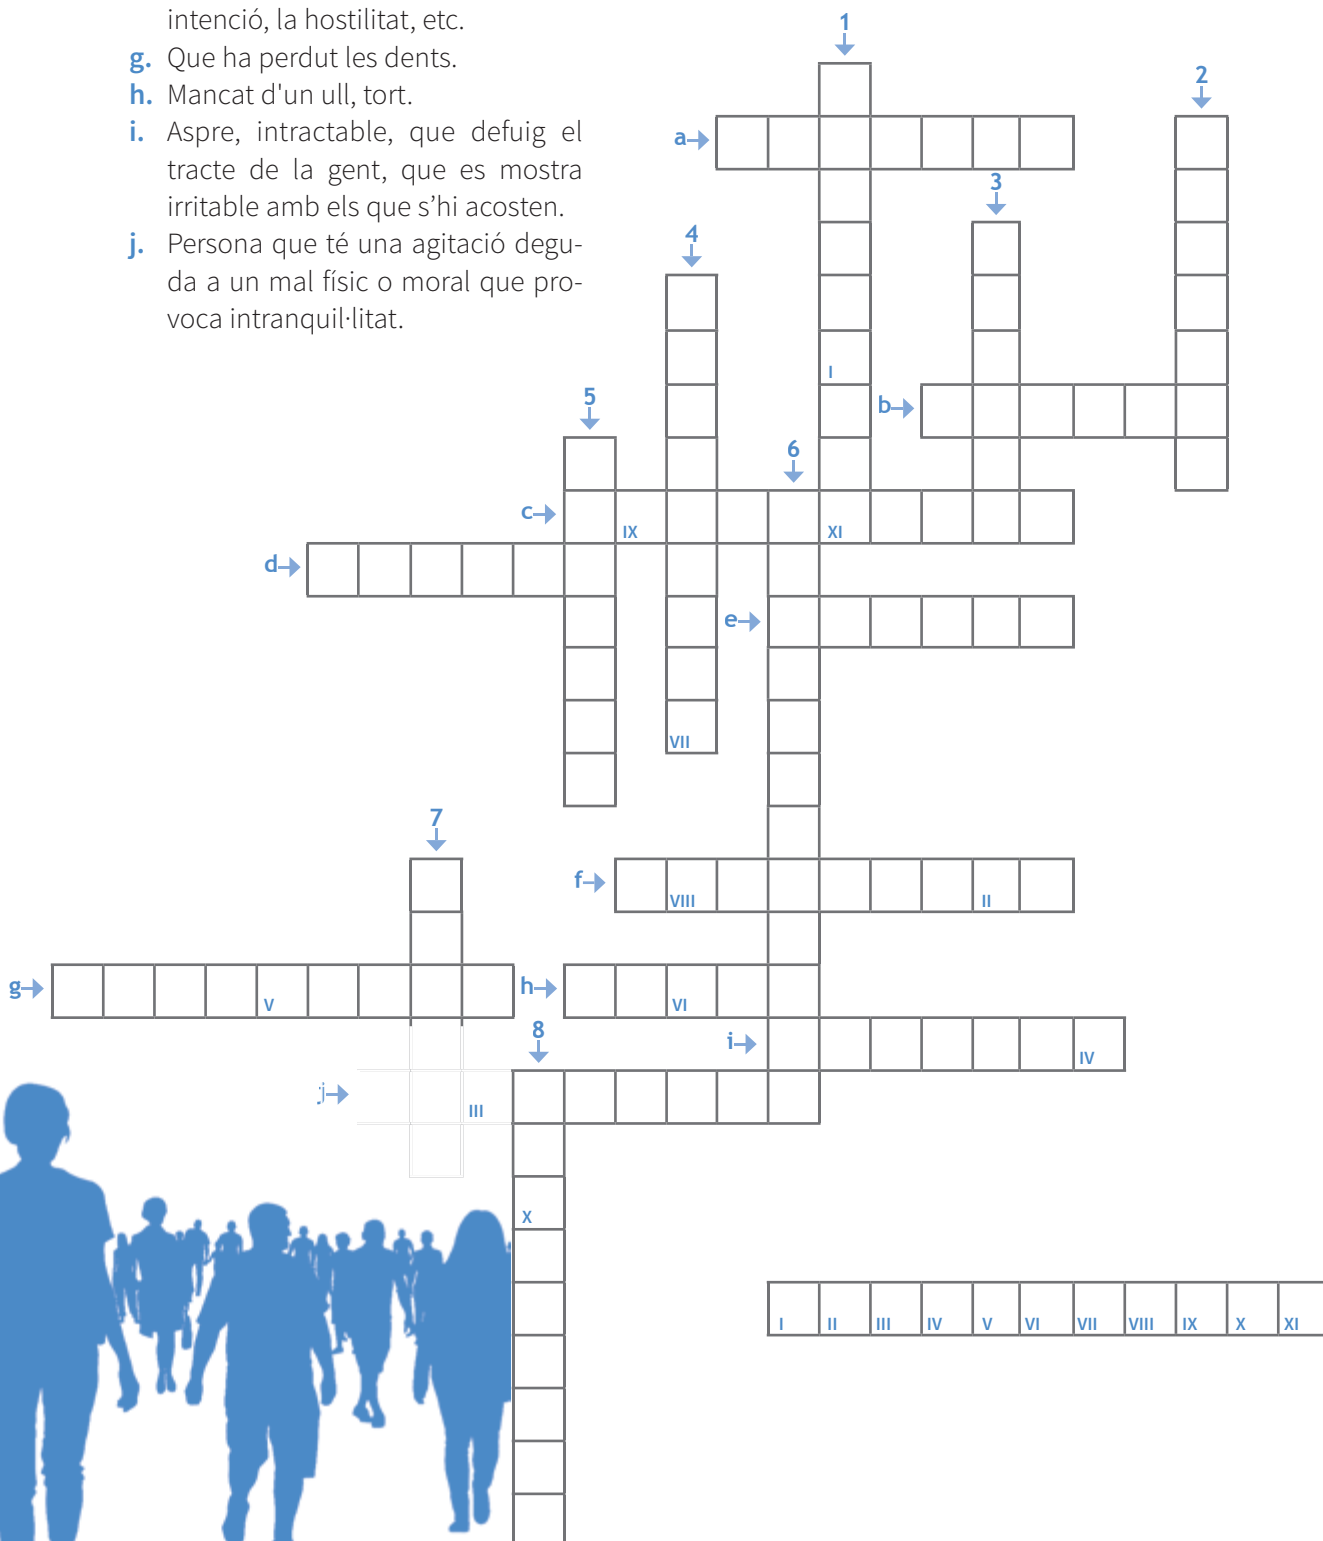 intenció, la hostilitat, etc.
g. Que ha perdut les dents.
h. Mancat d'un ull, tort.
i. Aspre, intractable, que defuig el
tracte de la gent, que es mostra
irritable amb els que s’hi acosten.
j. Persona que té una agitació degu-
da a un mal físic o moral que pro-
voca intranquil·litat.
1
2
a
3
4
I
5
b
6
c
IX
XI
d
e
VII
7
f
VIII
II
g
V
h
VI
8
i
IV
j
III
X
I II III IV V VI VII VIII IX X XI